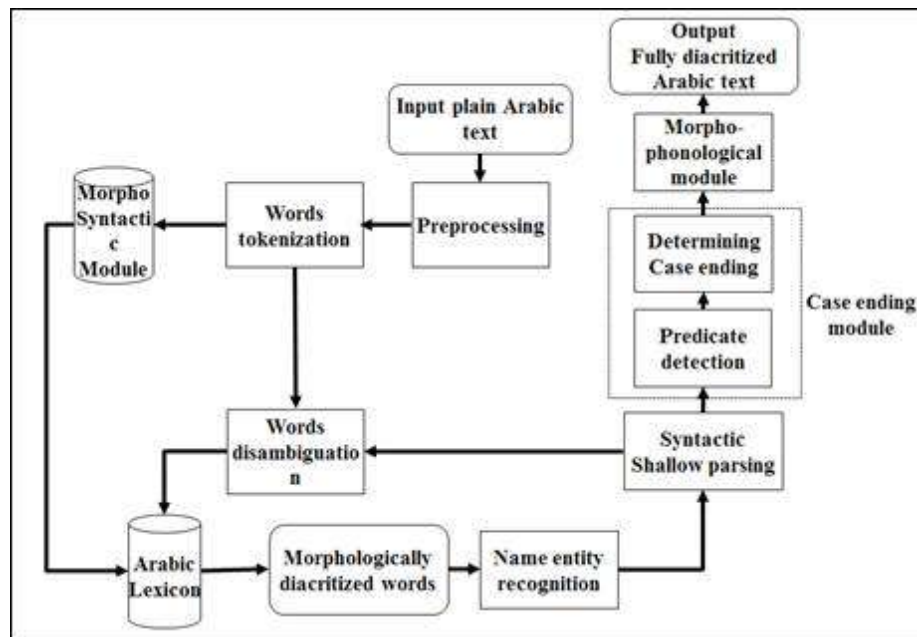 Output
Fully diacritized
Arabic text
Input plain Arabic
text
Morpho-
phonological
module
Morpho
Syntacti
c
Module
Words
tokenization
Preprocessing
Determining
Case ending
Case ending
module
Predicate
detection
Words
disambiguatio
n
Syntactic
Shallow parsing
Arabic
Lexicon
Morphologically
diacritized words
Name entity
recognition